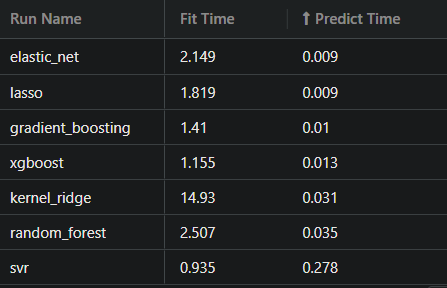 Run Name Fit Time ↑ Predict Time
elastic_net 2.149 0.009
lasso 1.819 0.009
gradient_boosting 1.41 0.01
xgboost 1.155 0.013
kernel_ridge 14.93 0.031
random_forest 2.507 0.035
svr 0.935 0.278